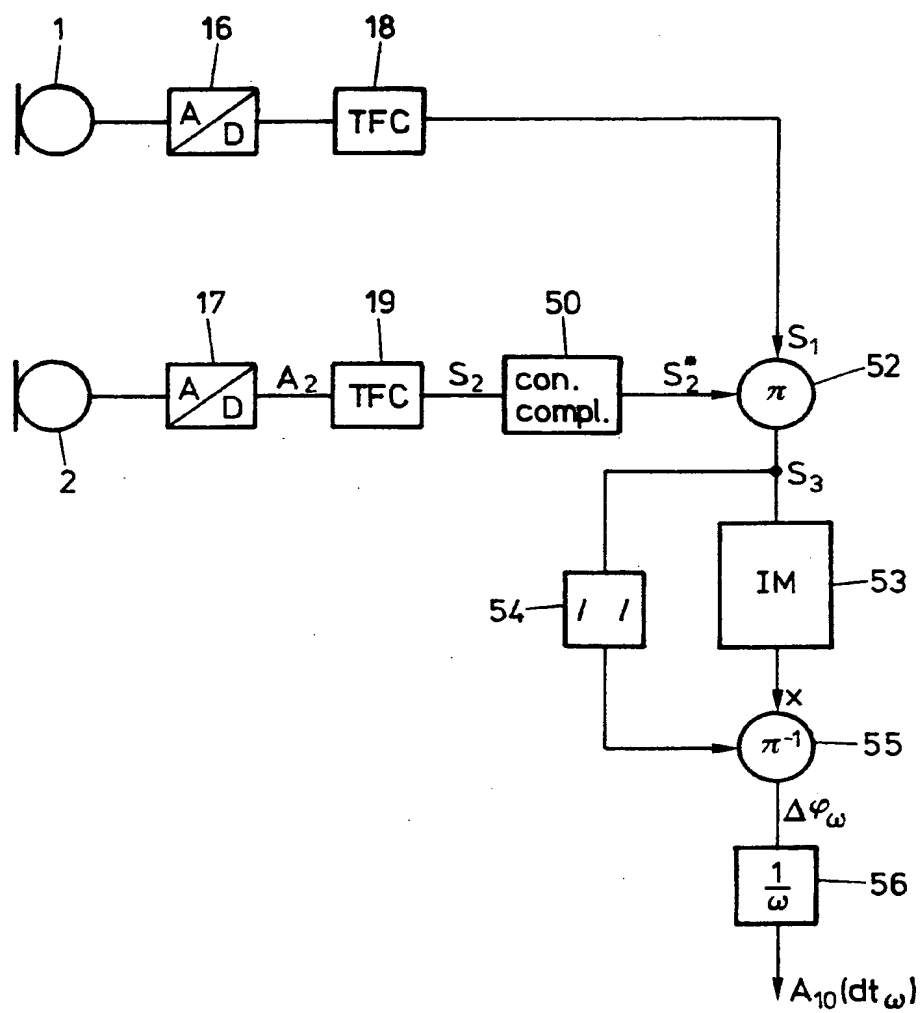 1 16 18
A
D
TFC
17 19 50
A
D
A₂
TFC
S₂
con.
compl.
S₂*
S₁
π
52
2
S₃
54
I I
IM
53
x
π⁻¹
55
Δφω
1
ω
56
A₁₀(dtω)